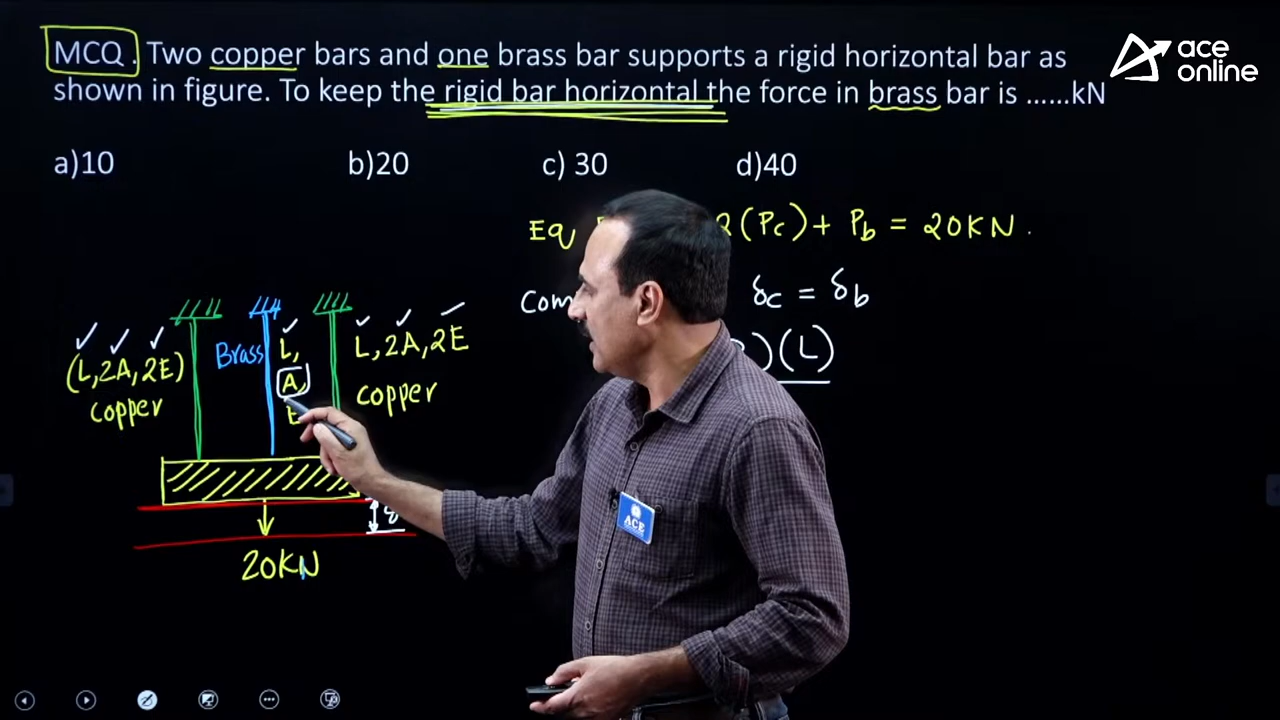 ace
online
MCQ. Two copper bars and one brass bar supports a rigid horizontal bar as
shown in figure. To keep the rigid bar horizontal the force in brass bar is ......kN
a)10 b)20 c) 30 d)40
Eq 2(Pc) + Pb = 20KN.
Com δc = δb
)(L)
(L, 2A, 2E)
copper
Brass
L,
A,
E
L, 2A, 2E
copper
20KN
ACE